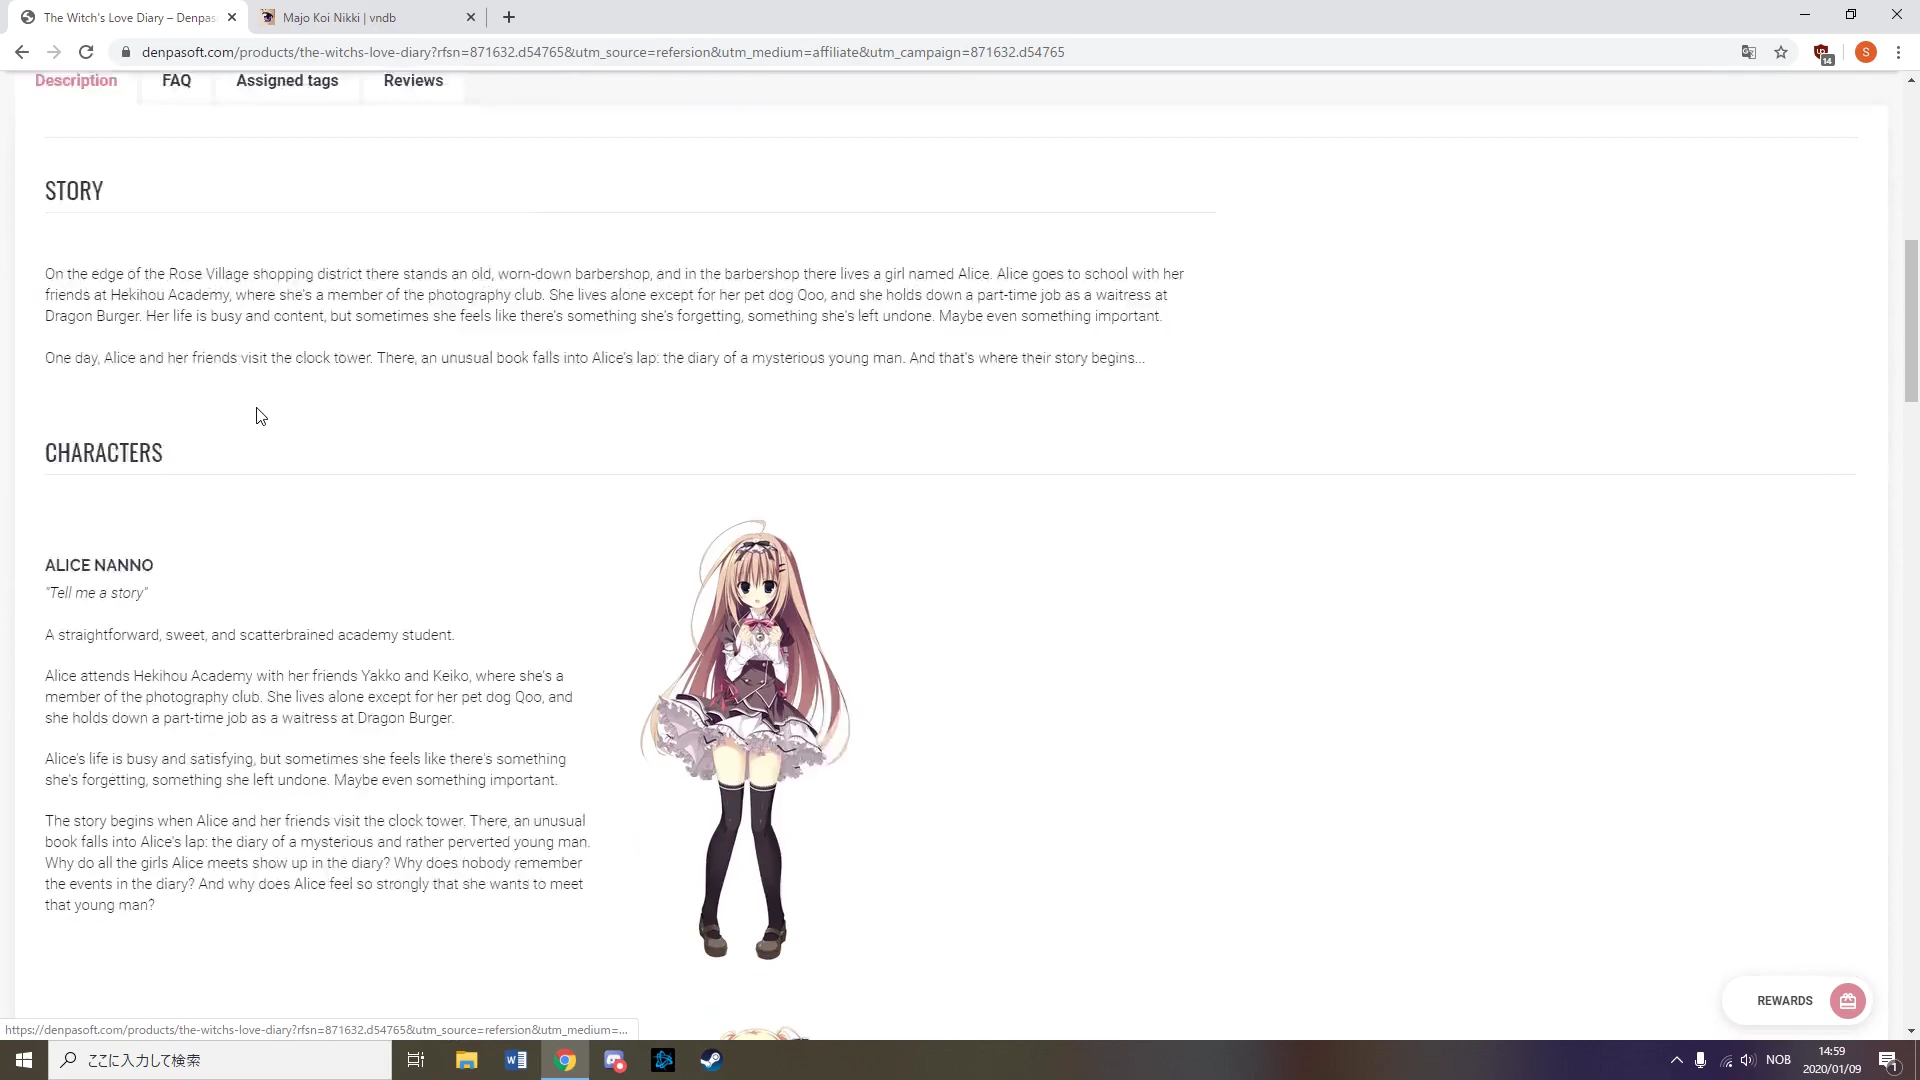 The Witch's Love Diary – Denpas
Majo Koi Nikki | vndb
denpasoft.com/products/the-witchs-love-diary?rfsn=871632.d54765&utm_source=refersion&utm_medium=affiliate&utm_campaign=871632.d54765
14
S
Description
FAQ
Assigned tags
Reviews
STORY
On the edge of the Rose Village shopping district there stands an old, worn-down barbershop, and in the barbershop there lives a girl named Alice. Alice goes to school with her
friends at Hekihou Academy, where she's a member of the photography club. She lives alone except for her pet dog Qoo, and she holds down a part-time job as a waitress at
Dragon Burger. Her life is busy and content, but sometimes she feels like there's something she's forgetting, something she's left undone. Maybe even something important.
One day, Alice and her friends visit the clock tower. There, an unusual book falls into Alice's lap: the diary of a mysterious young man. And that's where their story begins...
CHARACTERS
ALICE NANNO
"Tell me a story"
A straightforward, sweet, and scatterbrained academy student.
Alice attends Hekihou Academy with her friends Yakko and Keiko, where she's a
member of the photography club. She lives alone except for her pet dog Qoo, and
she holds down a part-time job as a waitress at Dragon Burger.
Alice's life is busy and satisfying, but sometimes she feels like there's something
she's forgetting, something she left undone. Maybe even something important.
The story begins when Alice and her friends visit the clock tower. There, an unusual
book falls into Alice's lap: the diary of a mysterious and rather perverted young man.
Why do all the girls Alice meets show up in the diary? Why does nobody remember
the events in the diary? And why does Alice feel so strongly that she wants to meet
that young man?
REWARDS
https://denpasoft.com/products/the-witchs-love-diary?rfsn=871632.d54765&utm_source=refersion&utm_medium=...
ここに入力して検索
NOB
14:59
2020/01/09
1